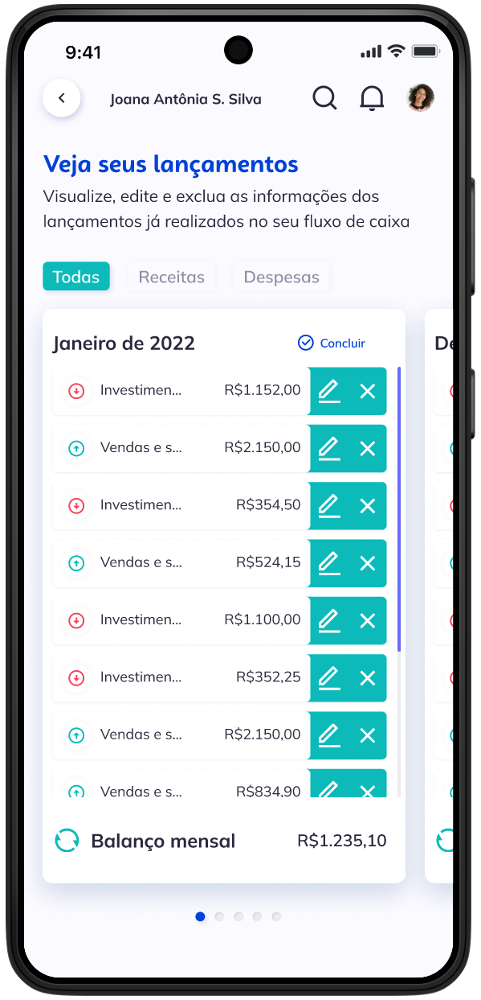 9:41
Joana Antônia S. Silva
Veja seus lançamentos
Visualize, edite e exclua as informações dos
lançamentos já realizados no seu fluxo de caixa
Todas Receitas Despesas
Janeiro de 2022 Concluir
Investimen... R$1.152,00
Vendas e s... R$2.150,00
Investimen... R$354,50
Vendas e s... R$524,15
Investimen... R$1.100,00
Investimen... R$352,25
Vendas e s... R$2.150,00
Vendas e s... R$834,90
Balanço mensal R$1.235,10